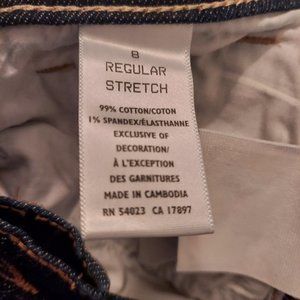 8
REGULAR
STRETCH
99% COTTON/COTON
1% SPANDEX/ÉLASTHANNE
EXCLUSIVE OF
DECORATION/
À L'EXCEPTION
DES GARNITURES
MADE IN CAMBODIA
RN 54023 CA 17897